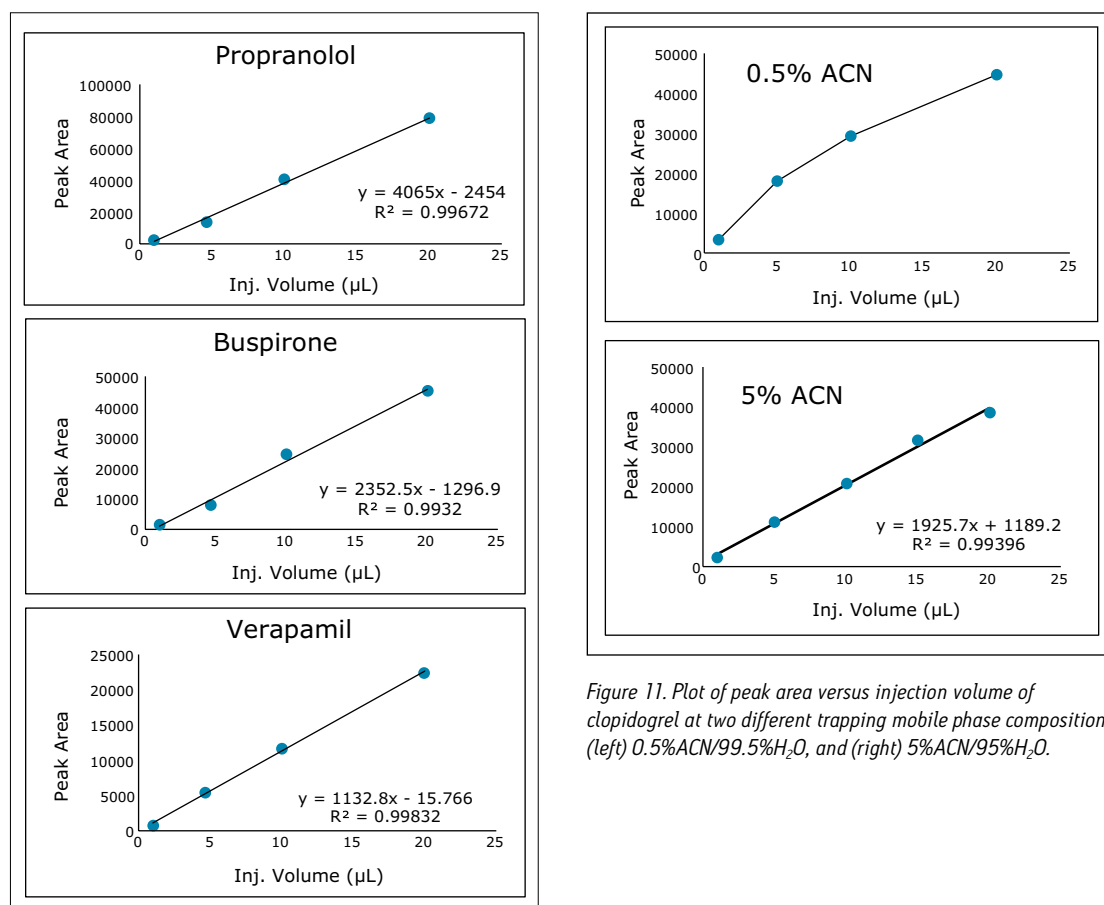 Propranolol
100000
80000
60000
40000
20000
0
Peak Area
y = 4065x - 2454
R² = 0.99672
0 5 10 15 20 25
Inj. Volume (µL)
Buspirone
50000
40000
30000
20000
10000
0
Peak Area
y = 2352.5x - 1296.9
R² = 0.9932
0 5 10 15 20 25
Inj. Volume (µL)
Verapamil
25000
20000
15000
10000
5000
0
Peak Area
y = 1132.8x - 15.766
R² = 0.99832
0 5 10 15 20 25
Inj. Volume (µL)
0.5% ACN
50000
40000
30000
20000
10000
0
Peak Area
0 5 10 15 20 25
Inj. Volume (µL)
5% ACN
50000
40000
30000
20000
10000
0
Peak Area
y = 1925.7x + 1189.2
R² = 0.99396
0 5 10 15 20 25
Inj. Volume (µL)
Figure 11. Plot of peak area versus injection volume of
clopidogrel at two different trapping mobile phase composition
(left) 0.5%ACN/99.5%H₂O, and (right) 5%ACN/95%H₂O.